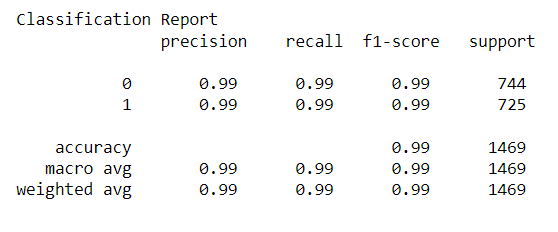 Classification Report
precision recall f1-score support
0 0.99 0.99 0.99 744
1 0.99 0.99 0.99 725
accuracy 0.99 1469
macro avg 0.99 0.99 0.99 1469
weighted avg 0.99 0.99 0.99 1469